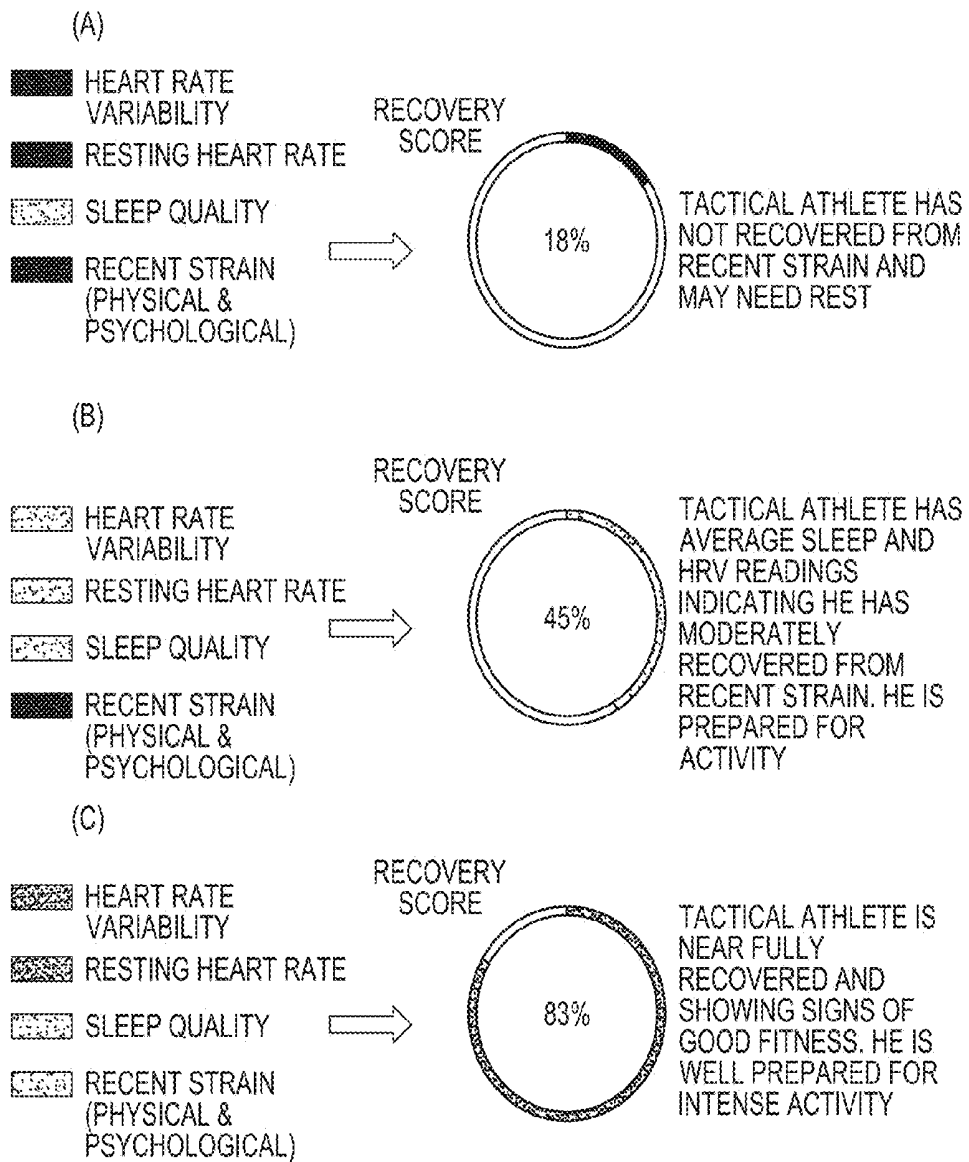 (A)
HEART RATE
VARIABILITY
RESTING HEART RATE
SLEEP QUALITY
RECENT STRAIN
(PHYSICAL &
PSYCHOLOGICAL)
RECOVERY
SCORE
18%
TACTICAL ATHLETE HAS
NOT RECOVERED FROM
RECENT STRAIN AND
MAY NEED REST
(B)
HEART RATE
VARIABILITY
RESTING HEART RATE
SLEEP QUALITY
RECENT STRAIN
(PHYSICAL &
PSYCHOLOGICAL)
RECOVERY
SCORE
45%
TACTICAL ATHLETE HAS
AVERAGE SLEEP AND
HRV READINGS
INDICATING HE HAS
MODERATELY
RECOVERED FROM
RECENT STRAIN. HE IS
PREPARED FOR
ACTIVITY
(C)
HEART RATE
VARIABILITY
RESTING HEART RATE
SLEEP QUALITY
RECENT STRAIN
(PHYSICAL &
PSYCHOLOGICAL)
RECOVERY
SCORE
83%
TACTICAL ATHLETE IS
NEAR FULLY
RECOVERED AND
SHOWING SIGNS OF
GOOD FITNESS. HE IS
WELL PREPARED FOR
INTENSE ACTIVITY